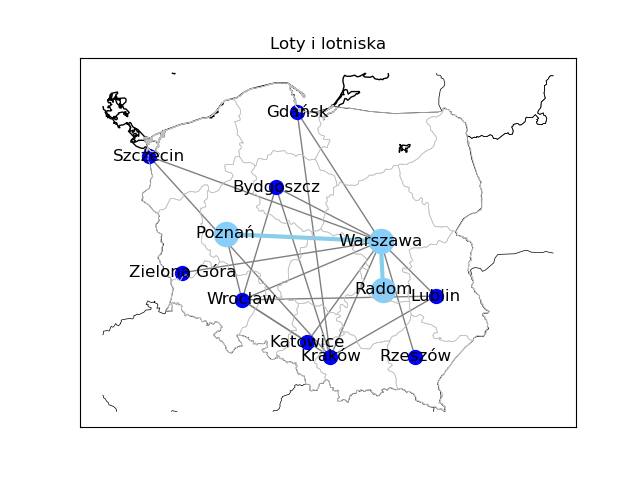 Loty i lotniska
Gdańsk
Szczecin
Bydgoszcz
Poznań
Warszawa
Zielona Góra
Radom
Wrocław
Lublin
Katowice
Kraków
Rzeszów